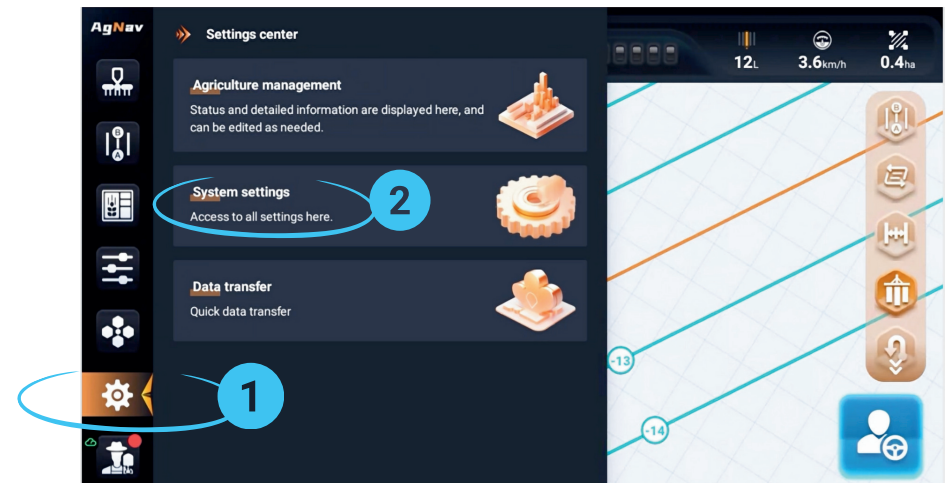 AgNav
Settings center
12L
3.6km/h
0.4ha
Agriculture management
Status and detailed information are displayed here, and
can be edited as needed.
B
A
B
A
System settings
Access to all settings here.
2
Data transfer
Quick data transfer
-13
1
-14